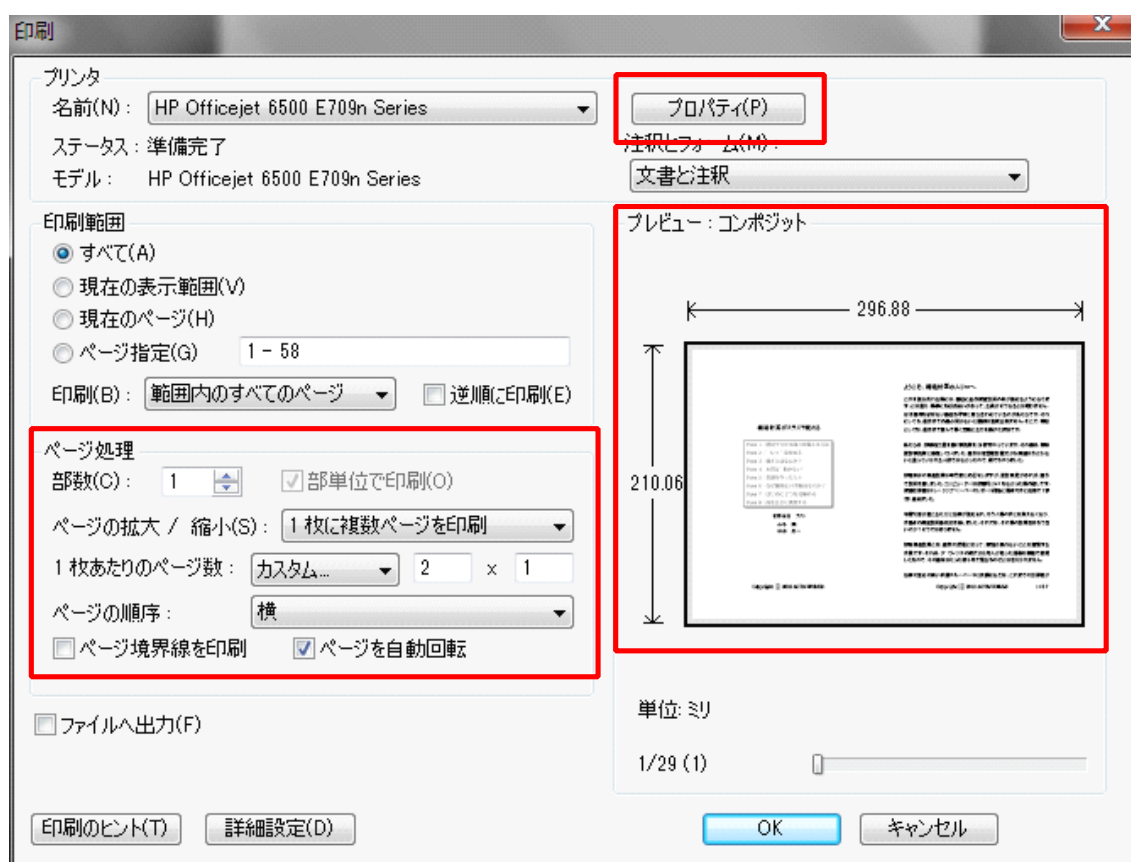 印刷
プリンタ
名前(N)： HP Officejet 6500 E709n Series プロパティ(P)
ステータス： 準備完了 注釈とフォーム(M)：
モデル： HP Officejet 6500 E709n Series 文書と注釈
印刷範囲
すべて(A)
現在の表示範囲(V)
現在のページ(H)
ページ指定(G) 1 - 58
印刷(B)： 範囲内のすべてのページ 逆順に印刷(E)
ページ処理
部数(C)： 1 部単位で印刷(O)
ページの拡大 / 縮小(S)： 1 枚に複数ページを印刷
1 枚あたりのページ数： カスタム... 2 x 1
ページの順序： 横
ページ境界線を印刷 ページを自動回転
ファイルへ出力(F)
プレビュー：コンポジット
296.88
210.06
単位: ミリ
1/29 (1)
印刷のヒント(T) 詳細設定(D) OK キャンセル